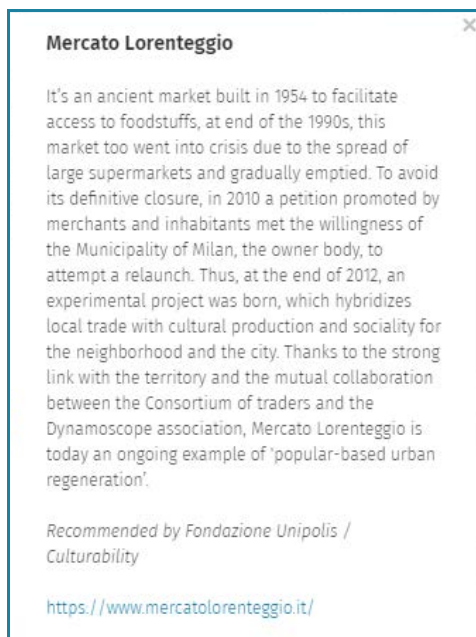 Mercato Lorenteggio
It's an ancient market built in 1954 to facilitate
access to foodstuffs, at end of the 1990s, this
market too went into crisis due to the spread of
large supermarkets and gradually emptied. To avoid
its definitive closure, in 2010 a petition promoted by
merchants and inhabitants met the willingness of
the Municipality of Milan, the owner body, to
attempt a relaunch. Thus, at the end of 2012, an
experimental project was born, which hybridizes
local trade with cultural production and sociality for
the neighborhood and the city. Thanks to the strong
link with the territory and the mutual collaboration
between the Consortium of traders and the
Dynamoscope association, Mercato Lorenteggio is
today an ongoing example of 'popular-based urban
regeneration'.
Recommended by Fondazione Unipolis /
Culturability
https://www.mercatolorenteggio.it/